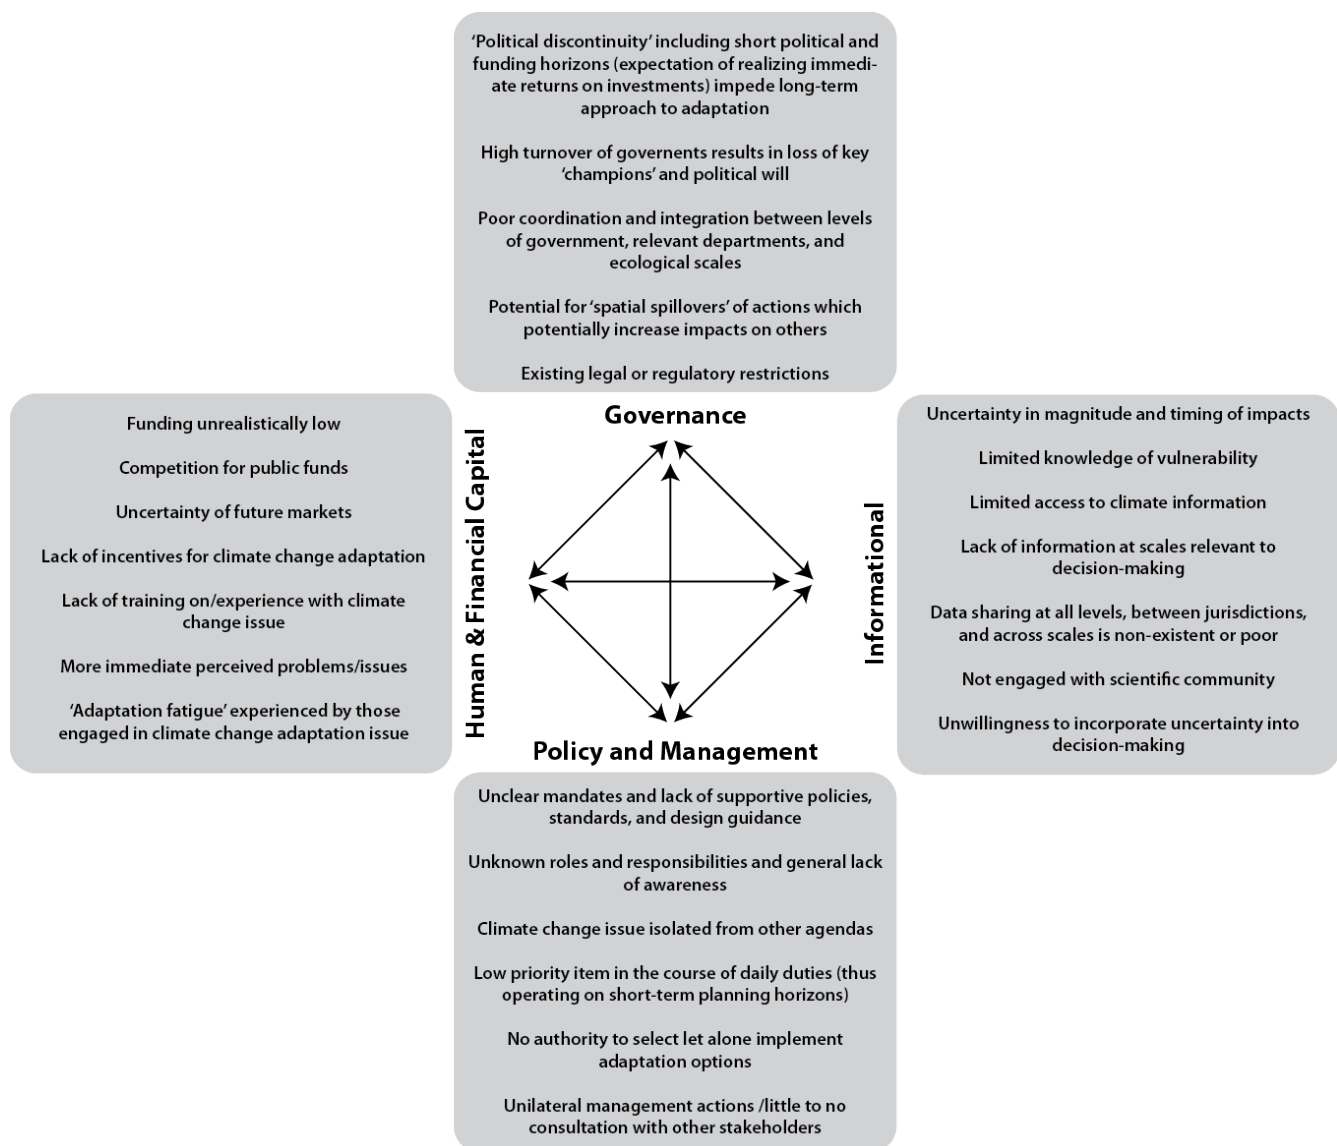 ‘Political discontinuity’ including short political and
funding horizons (expectation of realizing immedi-
ate returns on investments) impede long-term
approach to adaptation
High turnover of governents results in loss of key
‘champions’ and political will
Poor coordination and integration between levels
of government, relevant departments, and
ecological scales
Potential for ‘spatial spillovers’ of actions which
potentially increase impacts on others
Existing legal or regulatory restrictions
Governance
Funding unrealistically low
Competition for public funds
Uncertainty of future markets
Lack of incentives for climate change adaptation
Lack of training on/experience with climate
change issue
More immediate perceived problems/issues
‘Adaptation fatigue’ experienced by those
engaged in climate change adaptation issue
Human & Financial Capital
Informational
Uncertainty in magnitude and timing of impacts
Limited knowledge of vulnerability
Limited access to climate information
Lack of information at scales relevant to
decision-making
Data sharing at all levels, between jurisdictions,
and across scales is non-existent or poor
Not engaged with scientific community
Unwillingness to incorporate uncertainty into
decision-making
Policy and Management
Unclear mandates and lack of supportive policies,
standards, and design guidance
Unknown roles and responsibilities and general lack
of awareness
Climate change issue isolated from other agendas
Low priority item in the course of daily duties (thus
operating on short-term planning horizons)
No authority to select let alone implement
adaptation options
Unilateral management actions /little to no
consultation with other stakeholders